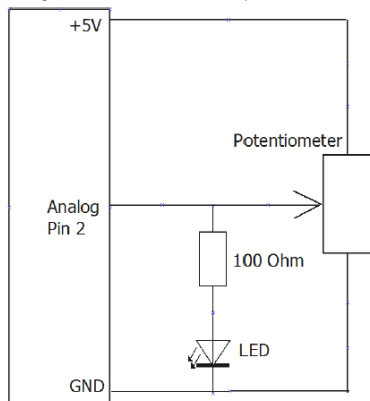 +5V
Potentiometer
Analog
Pin 2
100 Ohm
LED
GND